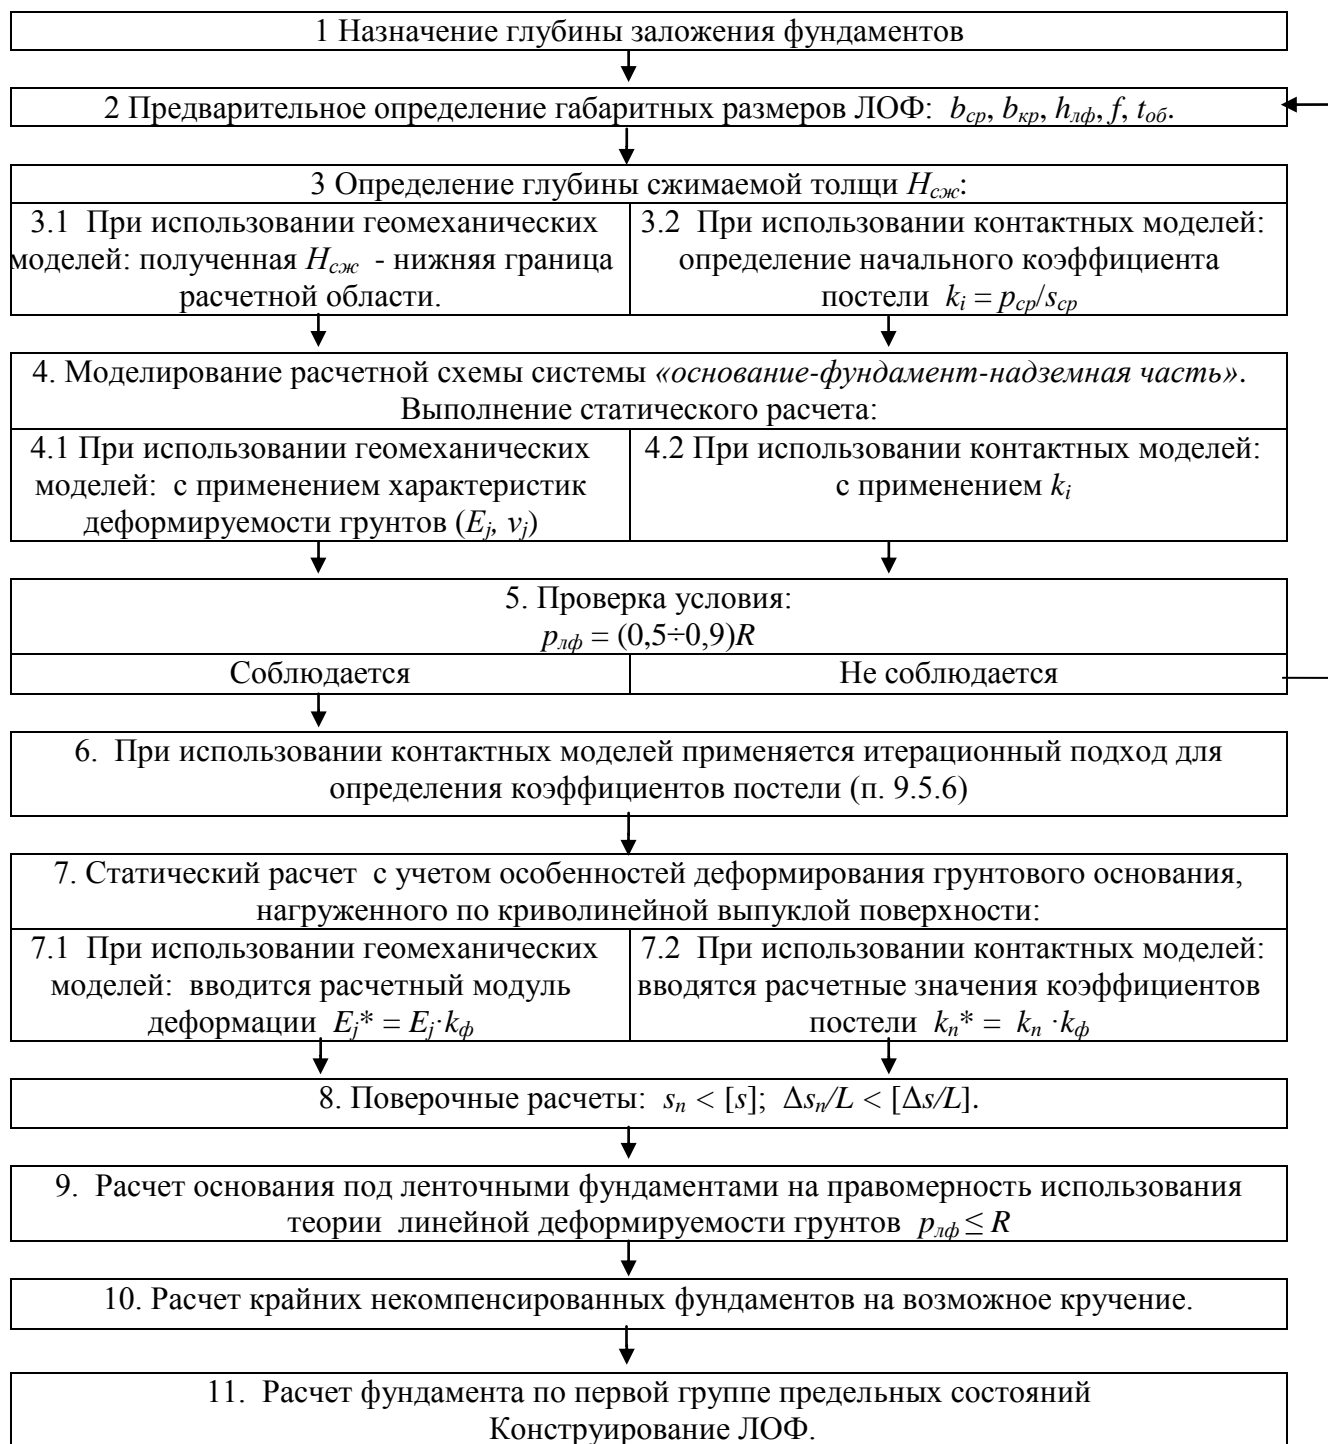 1 Назначение глубины заложения фундаментов
2 Предварительное определение габаритных размеров ЛОФ: bср, bкр, hлф, f, tоб.
3 Определение глубины сжимаемой толщи Hсж:
3.1 При использовании геомеханических
моделей: полученная Hсж - нижняя граница
расчетной области.
3.2 При использовании контактных моделей:
определение начального коэффициента
постели ki = pср/sср
4. Моделирование расчетной схемы системы «основание-фундамент-надземная часть».
Выполнение статического расчета:
4.1 При использовании геомеханических
моделей: с применением характеристик
деформируемости грунтов (Ej, νj)
4.2 При использовании контактных моделей:
с применением ki
5. Проверка условия:
pлф = (0,5÷0,9)R
Соблюдается
Не соблюдается
6. При использовании контактных моделей применяется итерационный подход для
определения коэффициентов постели (п. 9.5.6)
7. Статический расчет с учетом особенностей деформирования грунтового основания,
нагруженного по криволинейной выпуклой поверхности:
7.1 При использовании геомеханических
моделей: вводится расчетный модуль
деформации Ej* = Ej·kф
7.2 При использовании контактных моделей:
вводятся расчетные значения коэффициентов
постели kn* = kn ·kф
8. Поверочные расчеты: sn < [s]; Δsn/L < [Δs/L].
9. Расчет основания под ленточными фундаментами на правомерность использования
теории линейной деформируемости грунтов pлф ≤ R
10. Расчет крайних некомпенсированных фундаментов на возможное кручение.
11. Расчет фундамента по первой группе предельных состояний
Конструирование ЛОФ.